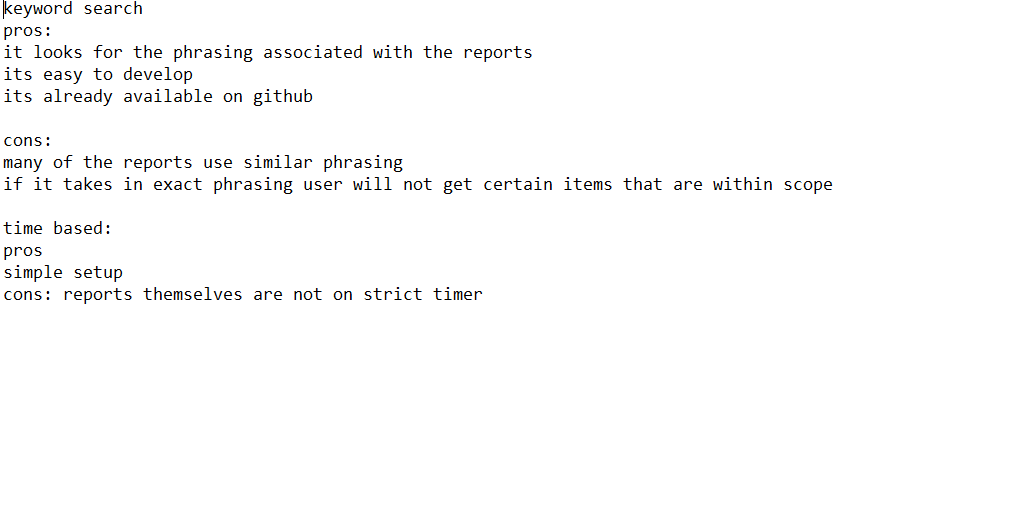 keyword search
pros:
it looks for the phrasing associated with the reports
its easy to develop
its already available on github
cons:
many of the reports use similar phrasing
if it takes in exact phrasing user will not get certain items that are within scope
time based:
pros
simple setup
cons: reports themselves are not on strict timer